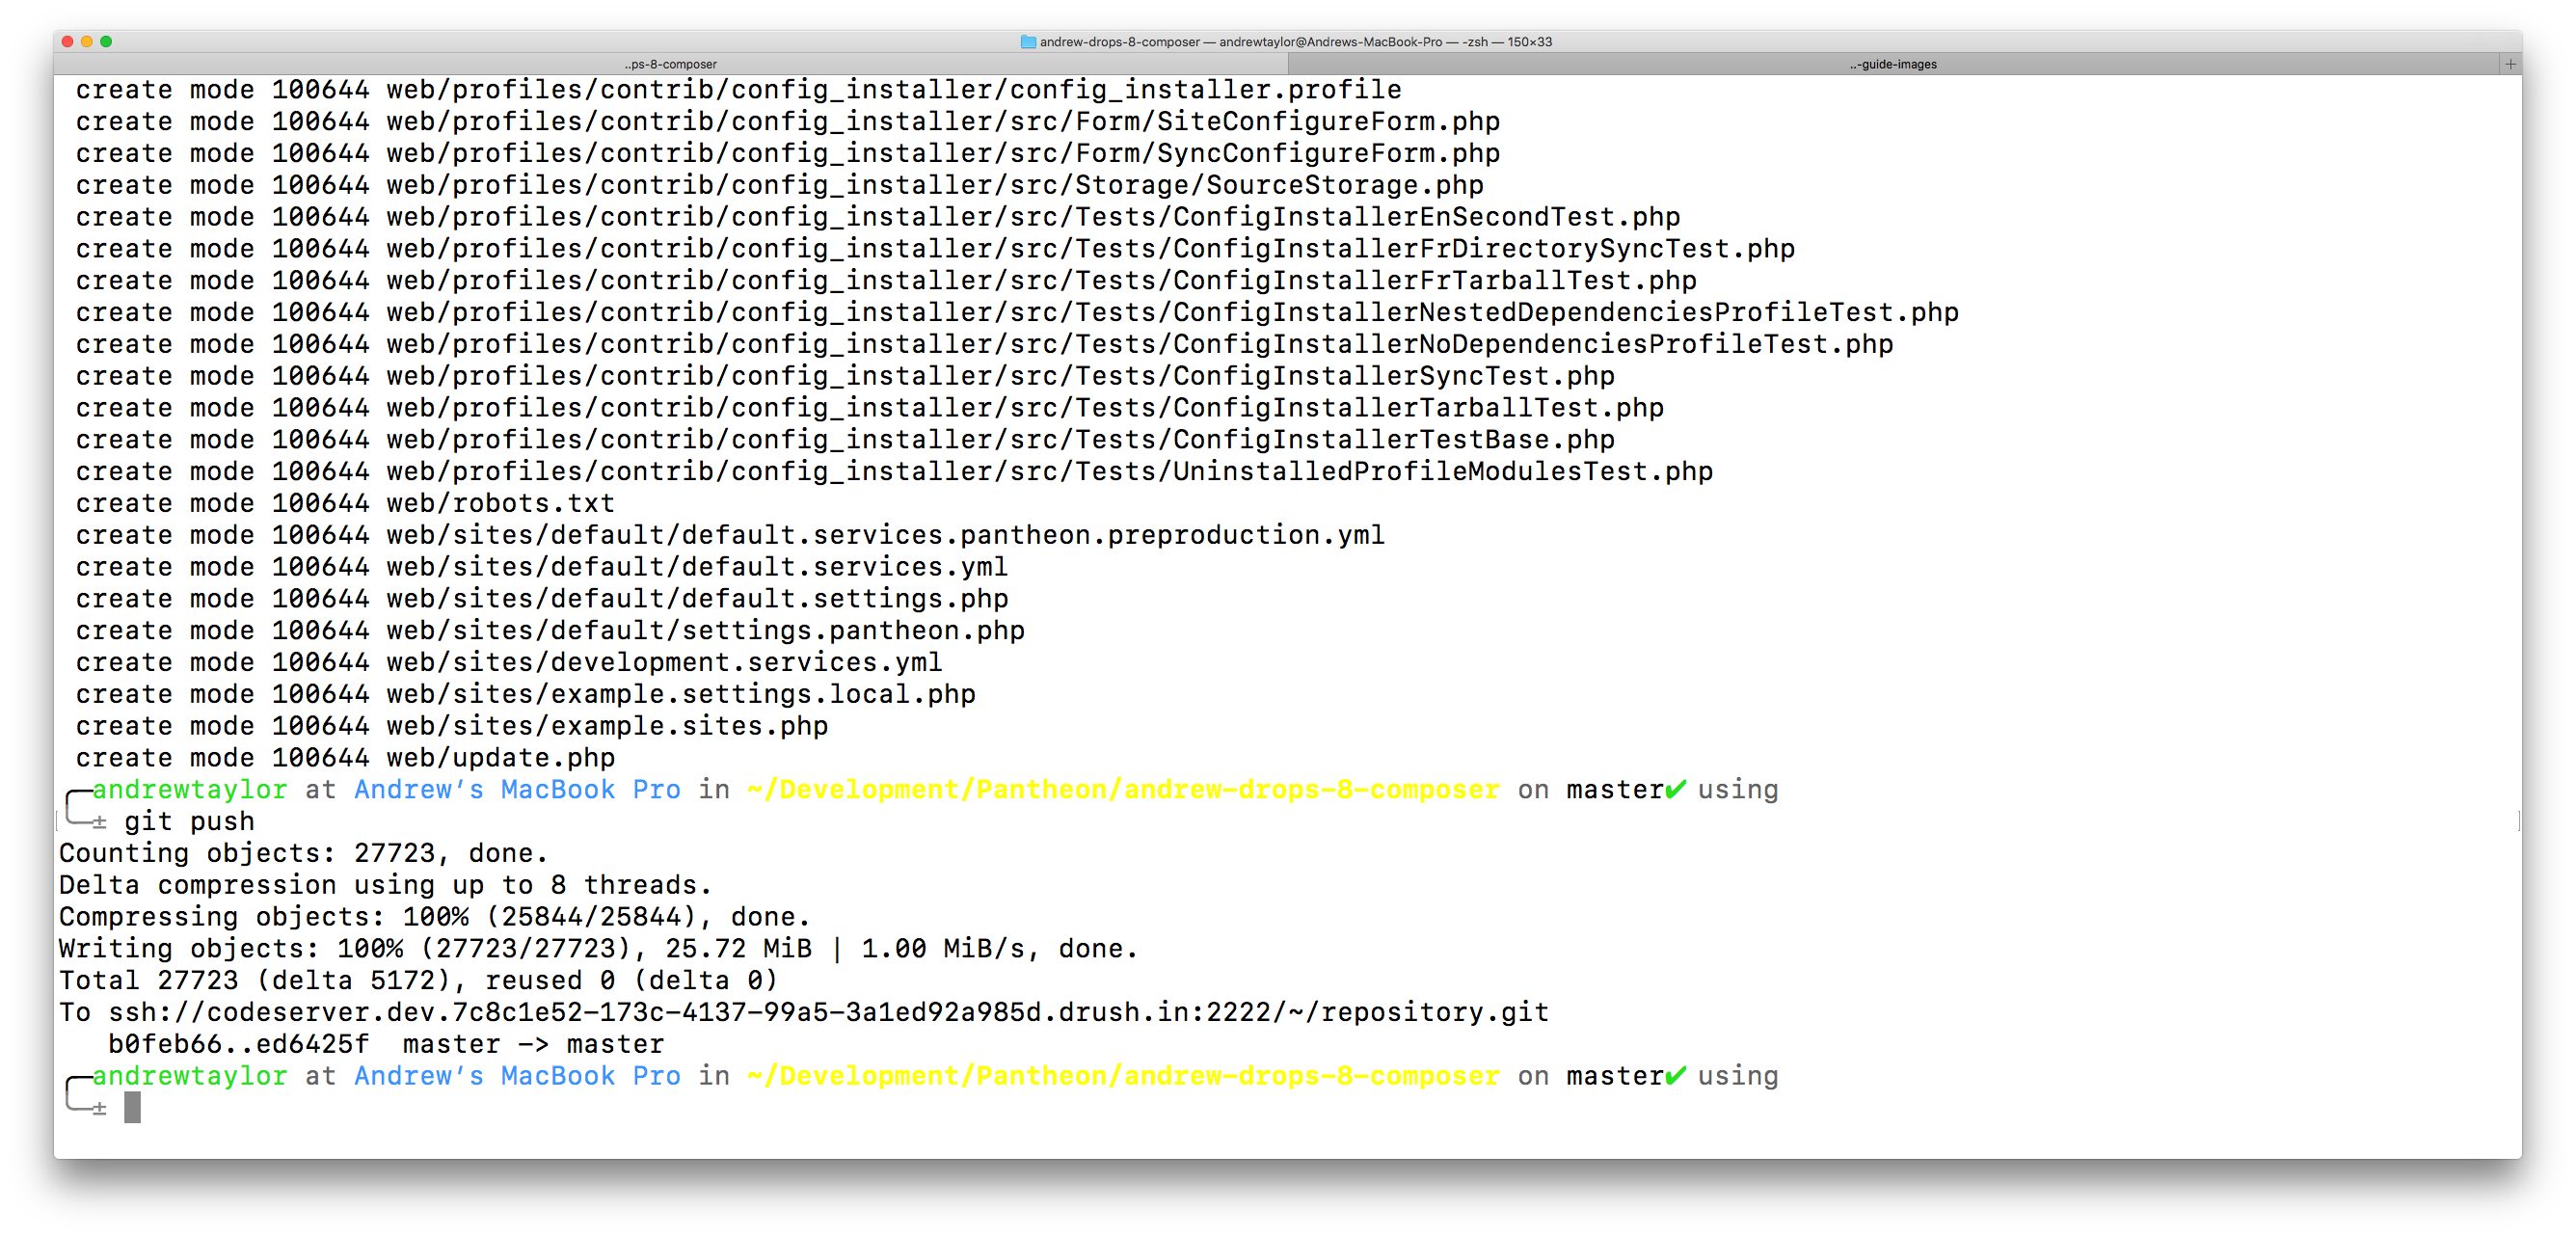 andrew-drops-8-composer — andrewtaylor@Andrews-MacBook-Pro — -zsh — 150×33
..ps-8-composer
..-guide-images
create mode 100644 web/profiles/contrib/config_installer/config_installer.profile
create mode 100644 web/profiles/contrib/config_installer/src/Form/SiteConfigureForm.php
create mode 100644 web/profiles/contrib/config_installer/src/Form/SyncConfigureForm.php
create mode 100644 web/profiles/contrib/config_installer/src/Storage/SourceStorage.php
create mode 100644 web/profiles/contrib/config_installer/src/Tests/ConfigInstallerEnSecondTest.php
create mode 100644 web/profiles/contrib/config_installer/src/Tests/ConfigInstallerFrDirectorySyncTest.php
create mode 100644 web/profiles/contrib/config_installer/src/Tests/ConfigInstallerFrTarballTest.php
create mode 100644 web/profiles/contrib/config_installer/src/Tests/ConfigInstallerNestedDependenciesProfileTest.php
create mode 100644 web/profiles/contrib/config_installer/src/Tests/ConfigInstallerNoDependenciesProfileTest.php
create mode 100644 web/profiles/contrib/config_installer/src/Tests/ConfigInstallerSyncTest.php
create mode 100644 web/profiles/contrib/config_installer/src/Tests/ConfigInstallerTarballTest.php
create mode 100644 web/profiles/contrib/config_installer/src/Tests/ConfigInstallerTestBase.php
create mode 100644 web/profiles/contrib/config_installer/src/Tests/UninstalledProfileModulesTest.php
create mode 100644 web/robots.txt
create mode 100644 web/sites/default/default.services.pantheon.preproduction.yml
create mode 100644 web/sites/default/default.services.yml
create mode 100644 web/sites/default/default.settings.php
create mode 100644 web/sites/default/settings.pantheon.php
create mode 100644 web/sites/development.services.yml
create mode 100644 web/sites/example.settings.local.php
create mode 100644 web/sites/example.sites.php
create mode 100644 web/update.php
╭─andrewtaylor at Andrew’s MacBook Pro in ~/Development/Pantheon/andrew-drops-8-composer on master✔ using
╰─± git push
Counting objects: 27723, done.
Delta compression using up to 8 threads.
Compressing objects: 100% (25844/25844), done.
Writing objects: 100% (27723/27723), 25.72 MiB | 1.00 MiB/s, done.
Total 27723 (delta 5172), reused 0 (delta 0)
To ssh://codeserver.dev.7c8c1e52-173c-4137-99a5-3a1ed92a985d.drush.in:2222/~/repository.git
b0feb66..ed6425f  master -> master
╭─andrewtaylor at Andrew’s MacBook Pro in ~/Development/Pantheon/andrew-drops-8-composer on master✔ using
╰─±